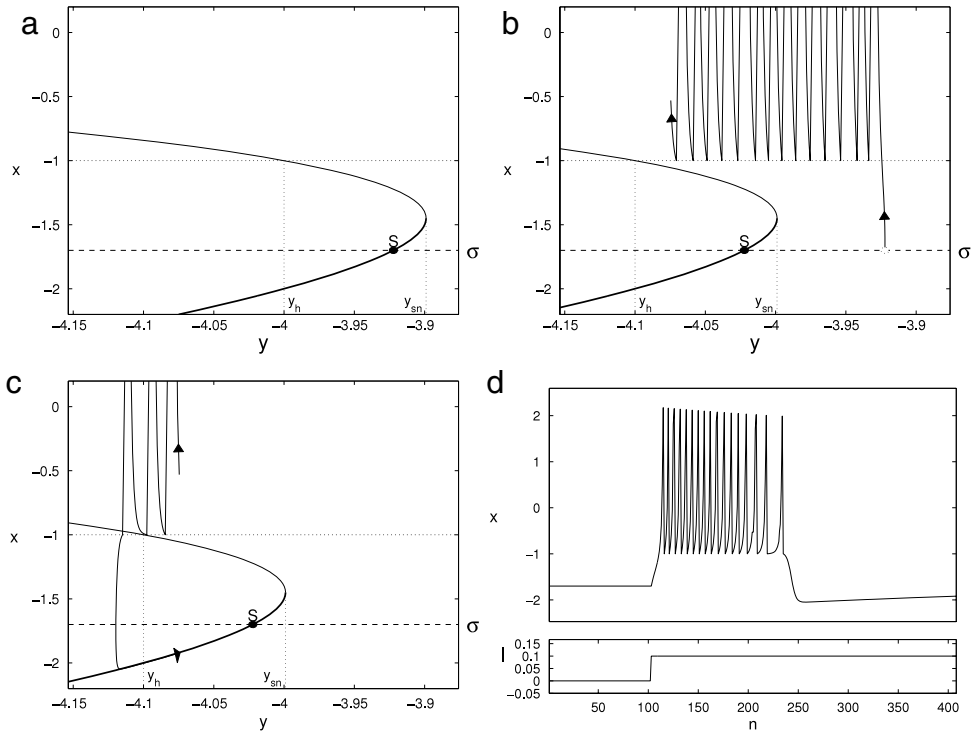 a
0
−0.5
−1
x
−1.5
S
σ
−2
y_h
y_sn
−4.15 −4.1 −4.05 −4 −3.95 −3.9
y
b
0
−0.5
−1
x
−1.5
S
σ
−2
y_h
y_sn
−4.15 −4.1 −4.05 −4 −3.95 −3.9
y
c
0
−0.5
−1
x
−1.5
S
σ
−2
y_h
y_sn
−4.15 −4.1 −4.05 −4 −3.95 −3.9
y
d
2
1
x
0
−1
−2
I
0.15
0.1
0.05
0
−0.05
50 100 150 200 250 300 350 400
n